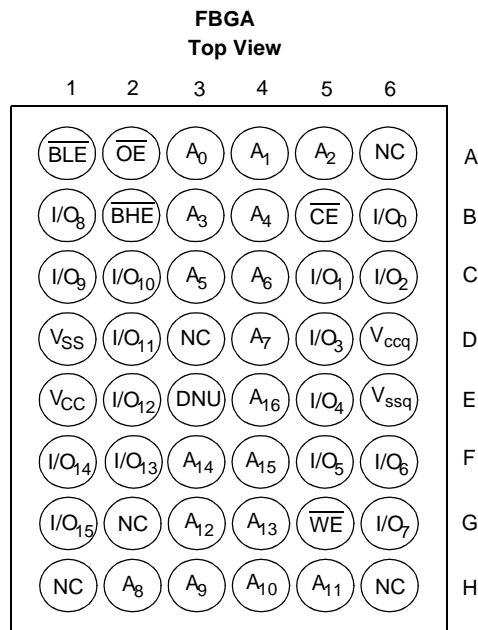 FBGA
Top View
1 2 3 4 5 6
BLE OE A0 A1 A2 NC A
I/O8 BHE A3 A4 CE I/O0 B
I/O9 I/O10 A5 A6 I/O1 I/O2 C
VSS I/O11 NC A7 I/O3 Vccq D
VCC I/O12 DNU A16 I/O4 Vssq E
I/O14 I/O13 A14 A15 I/O5 I/O6 F
I/O15 NC A12 A13 WE I/O7 G
NC A8 A9 A10 A11 NC H